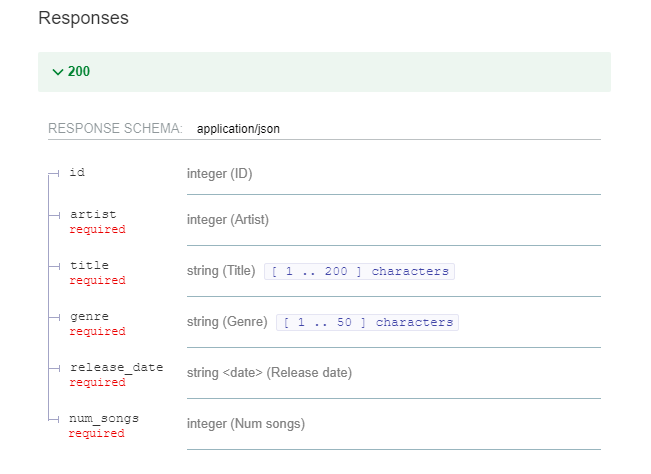 Responses
200
RESPONSE SCHEMA: application/json
id integer (ID)
artist
required
integer (Artist)
title
required
string (Title) [ 1 .. 200 ] characters
genre
required
string (Genre) [ 1 .. 50 ] characters
release_date
required
string <date> (Release date)
num_songs
required
integer (Num songs)